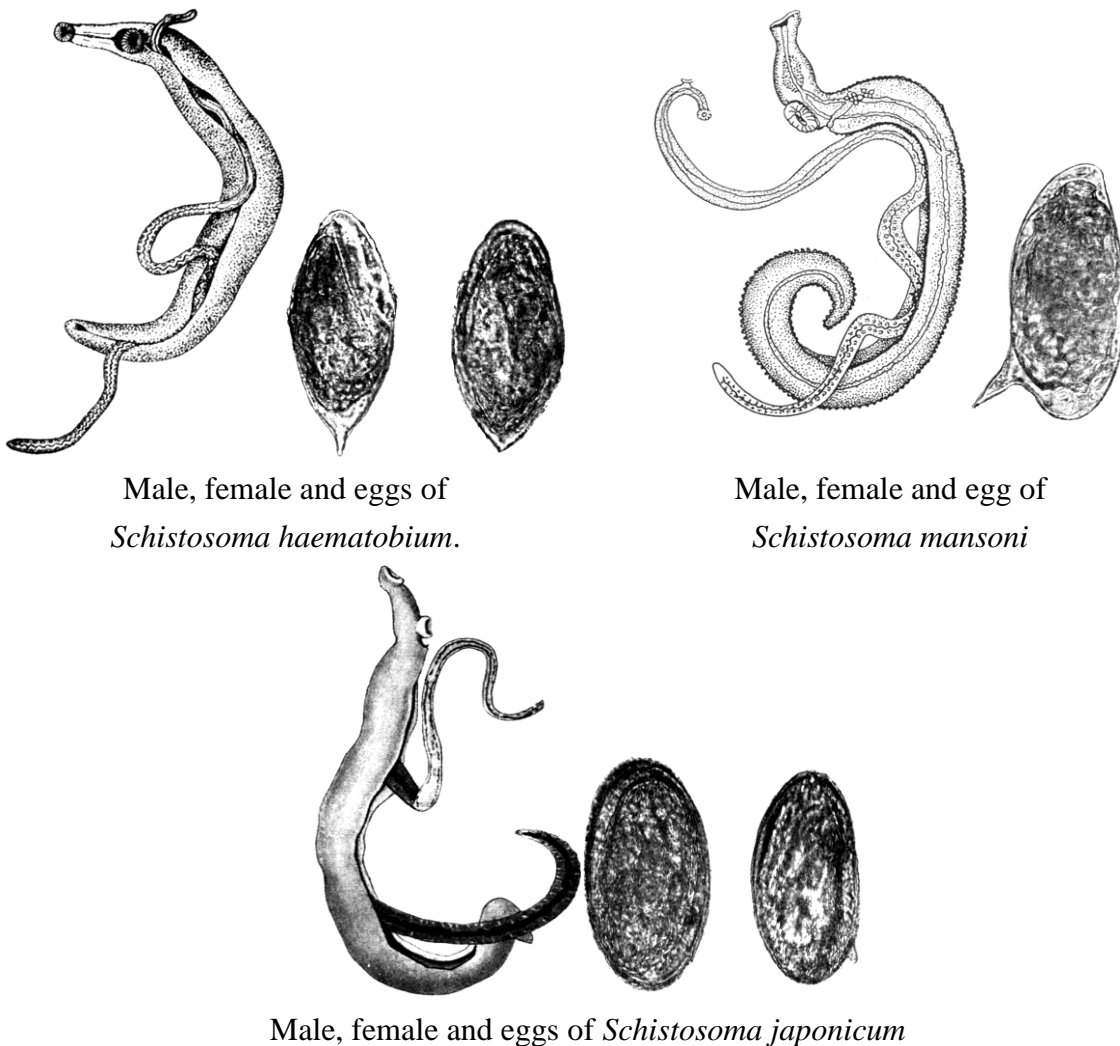 Male, female and eggs of
Schistosoma haematobium.
Male, female and egg of
Schistosoma mansoni
Male, female and eggs of Schistosoma japonicum